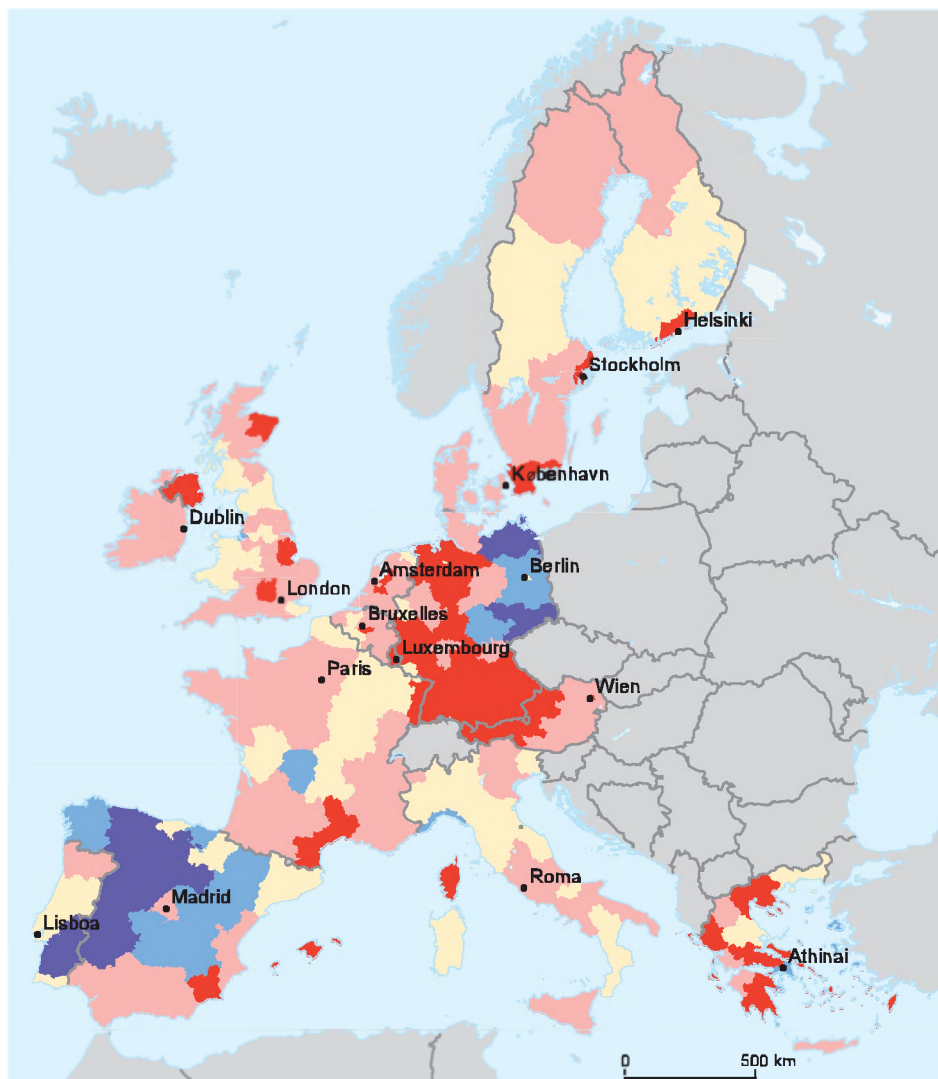 Helsinki
Stockholm
København
Dublin
Amsterdam
Berlin
London
Bruxelles
Luxembourg
Paris
Wien
Madrid
Roma
Lisboa
Athinai
0 500 km